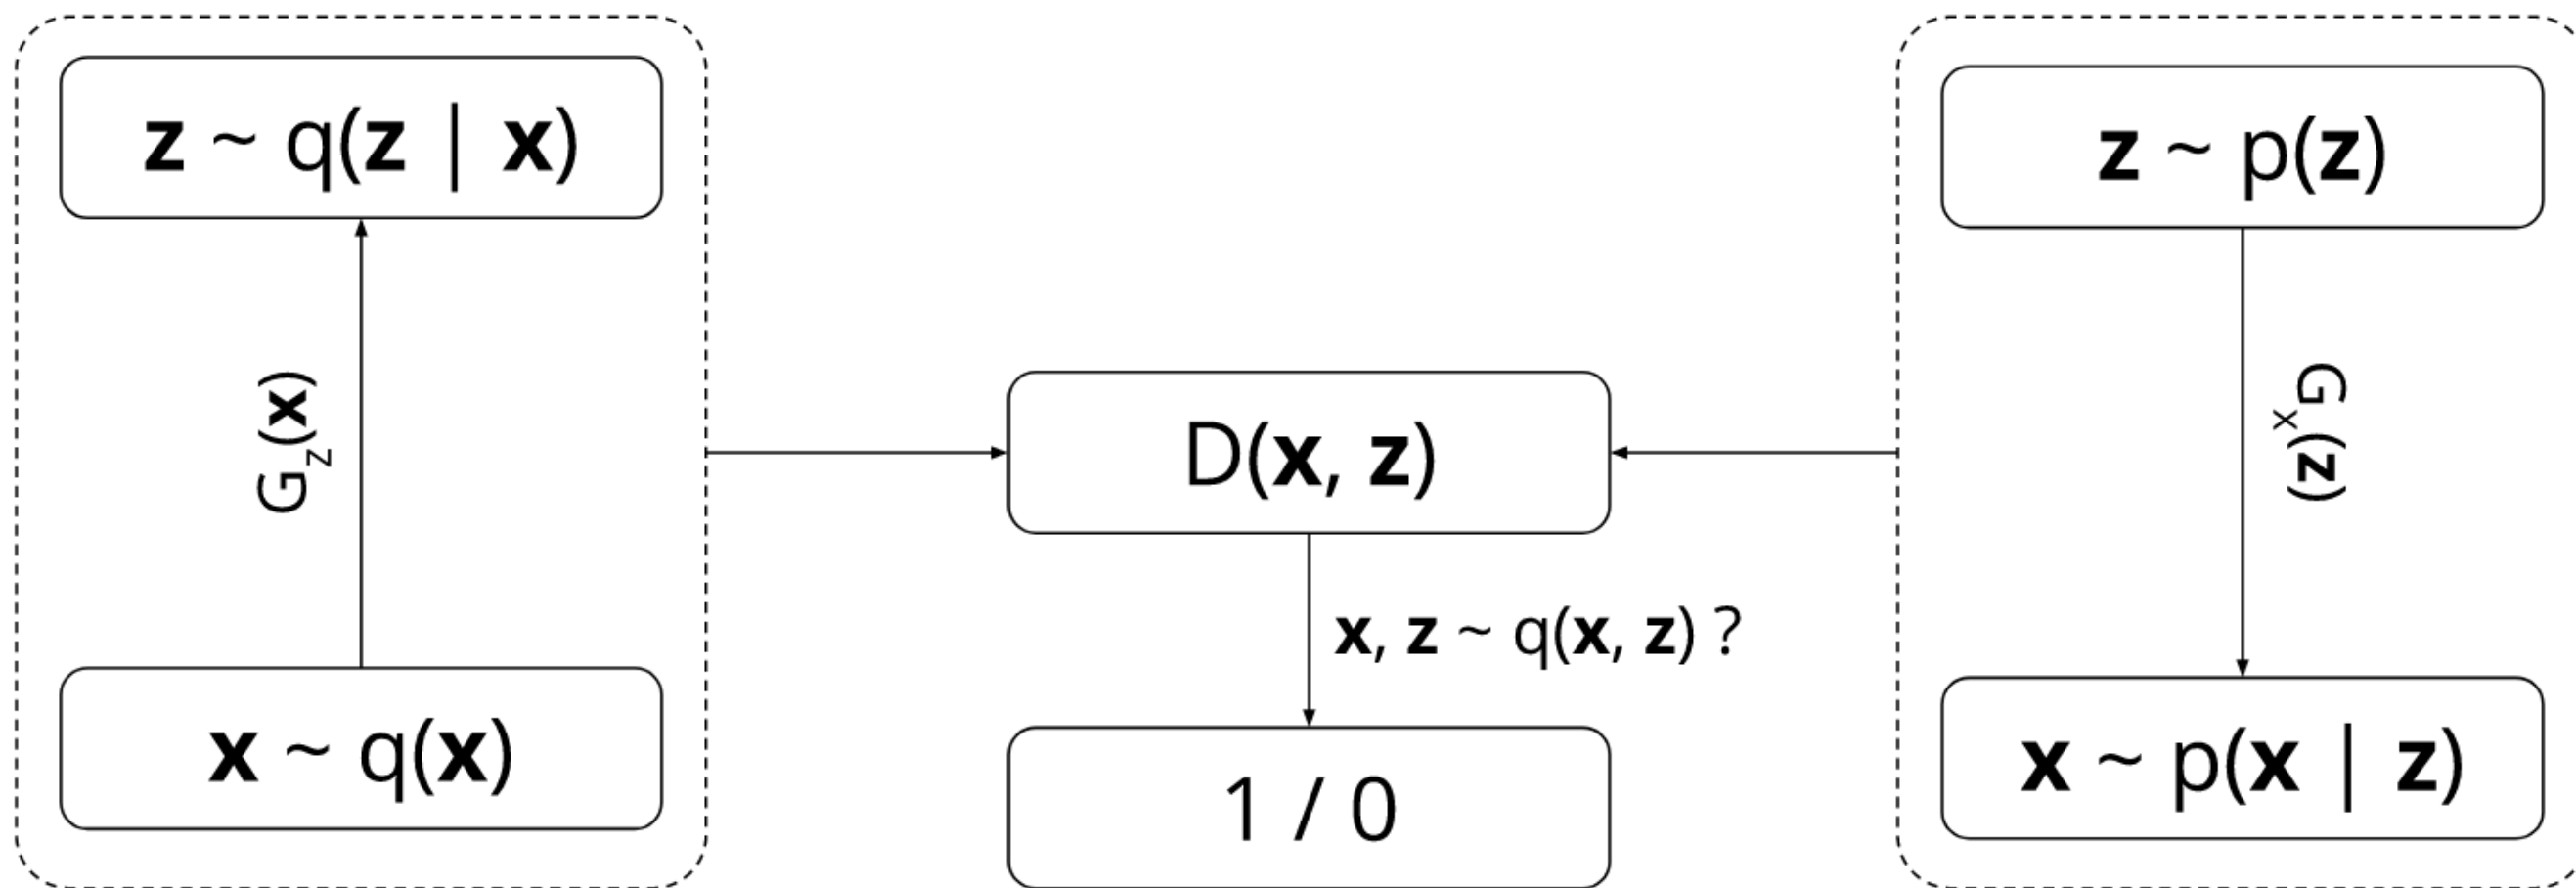 z ~ q(z | x)
G_z(x)
x ~ q(x)
D(x, z)
x, z ~ q(x, z) ?
1 / 0
z ~ p(z)
G_x(z)
x ~ p(x | z)